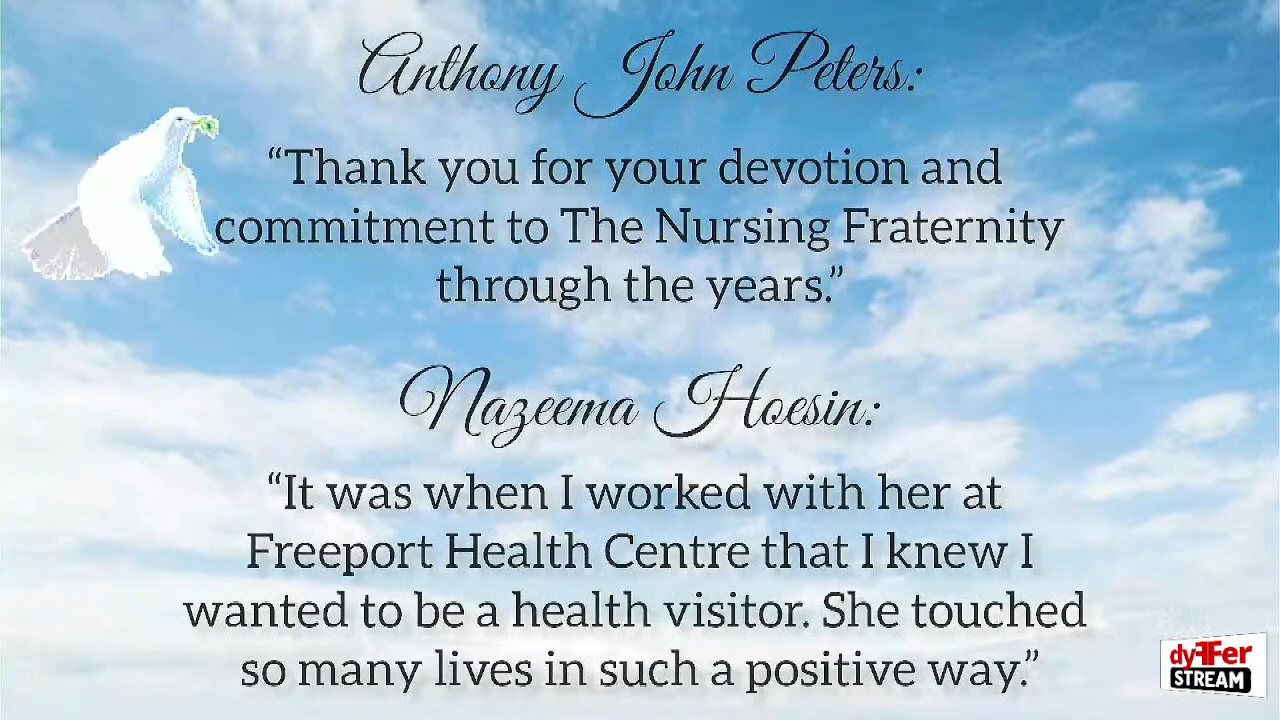 Anthony John Peters:
“Thank you for your devotion and
commitment to The Nursing Fraternity
through the years.”
Nazeema Hoesin:
“It was when I worked with her at
Freeport Health Centre that I knew I
wanted to be a health visitor. She touched
so many lives in such a positive way.”
dyFFer
STREAM